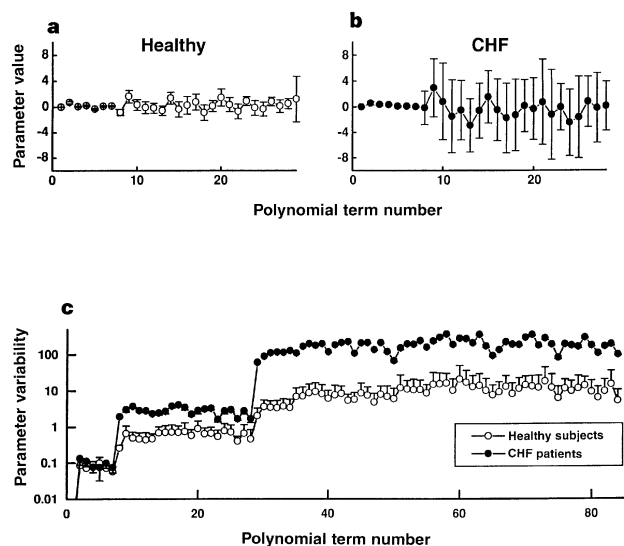 a
Healthy
b
CHF
Parameter value
8
4
0
-4
-8
10
20
8
4
0
-4
-8
10
20
Polynomial term number
c
Parameter variability
100
10
1
0.1
0.01
0
20
40
60
80
Healthy subjects
CHF patients
Polynomial term number